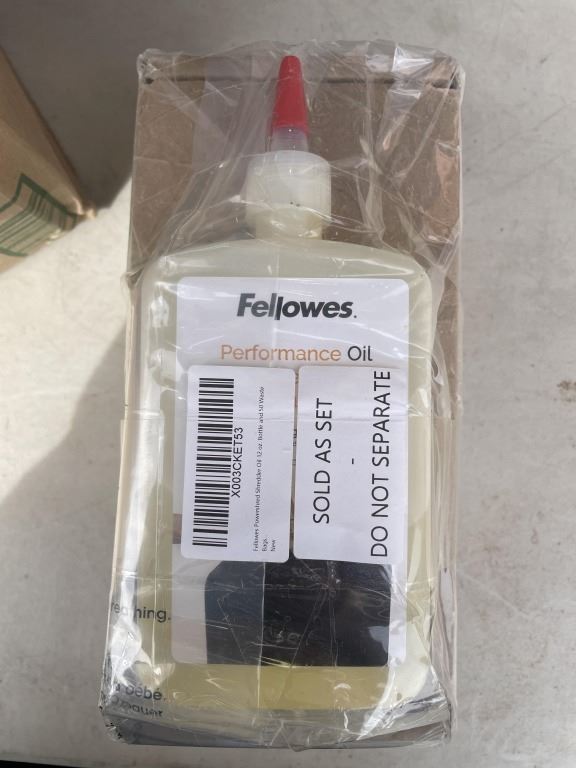 Fellowes.
Performance Oil
X003CKET53
Fellowes Powershred Shredder Oil 12 oz. Bottle and 50 Waste
Bags.
New
SOLD AS SET
-
DO NOT SEPARATE
bébé.